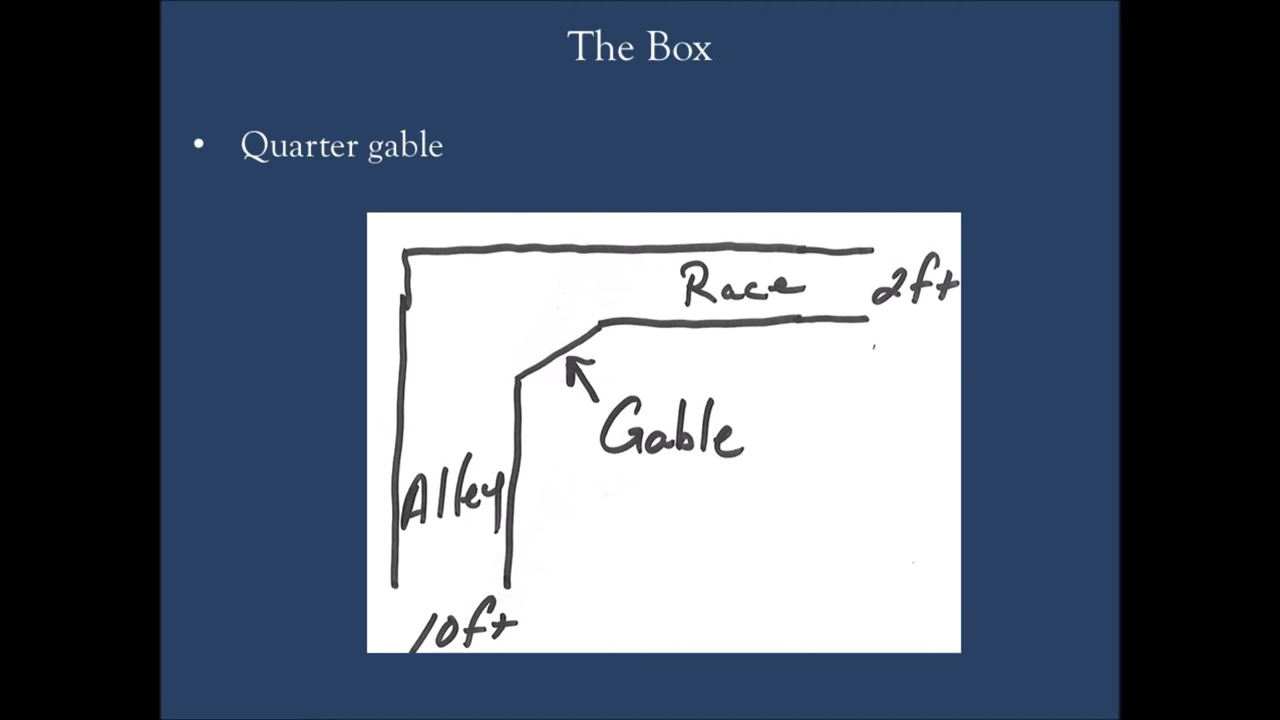 The Box
• Quarter gable
Race
2ft
Gable
Alley
10ft